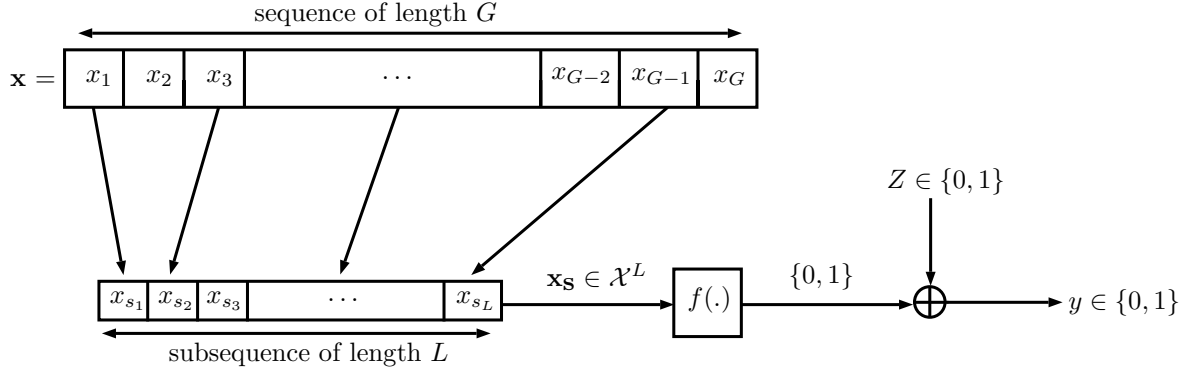 sequence of length G
x = x_1 x_2 x_3 ... x_{G-2} x_{G-1} x_G
Z ∈ {0, 1}
x_S ∈ 𝒳^L
{0, 1}
x_{s_1} x_{s_2} x_{s_3} ... x_{s_L}
f(.)
y ∈ {0, 1}
subsequence of length L